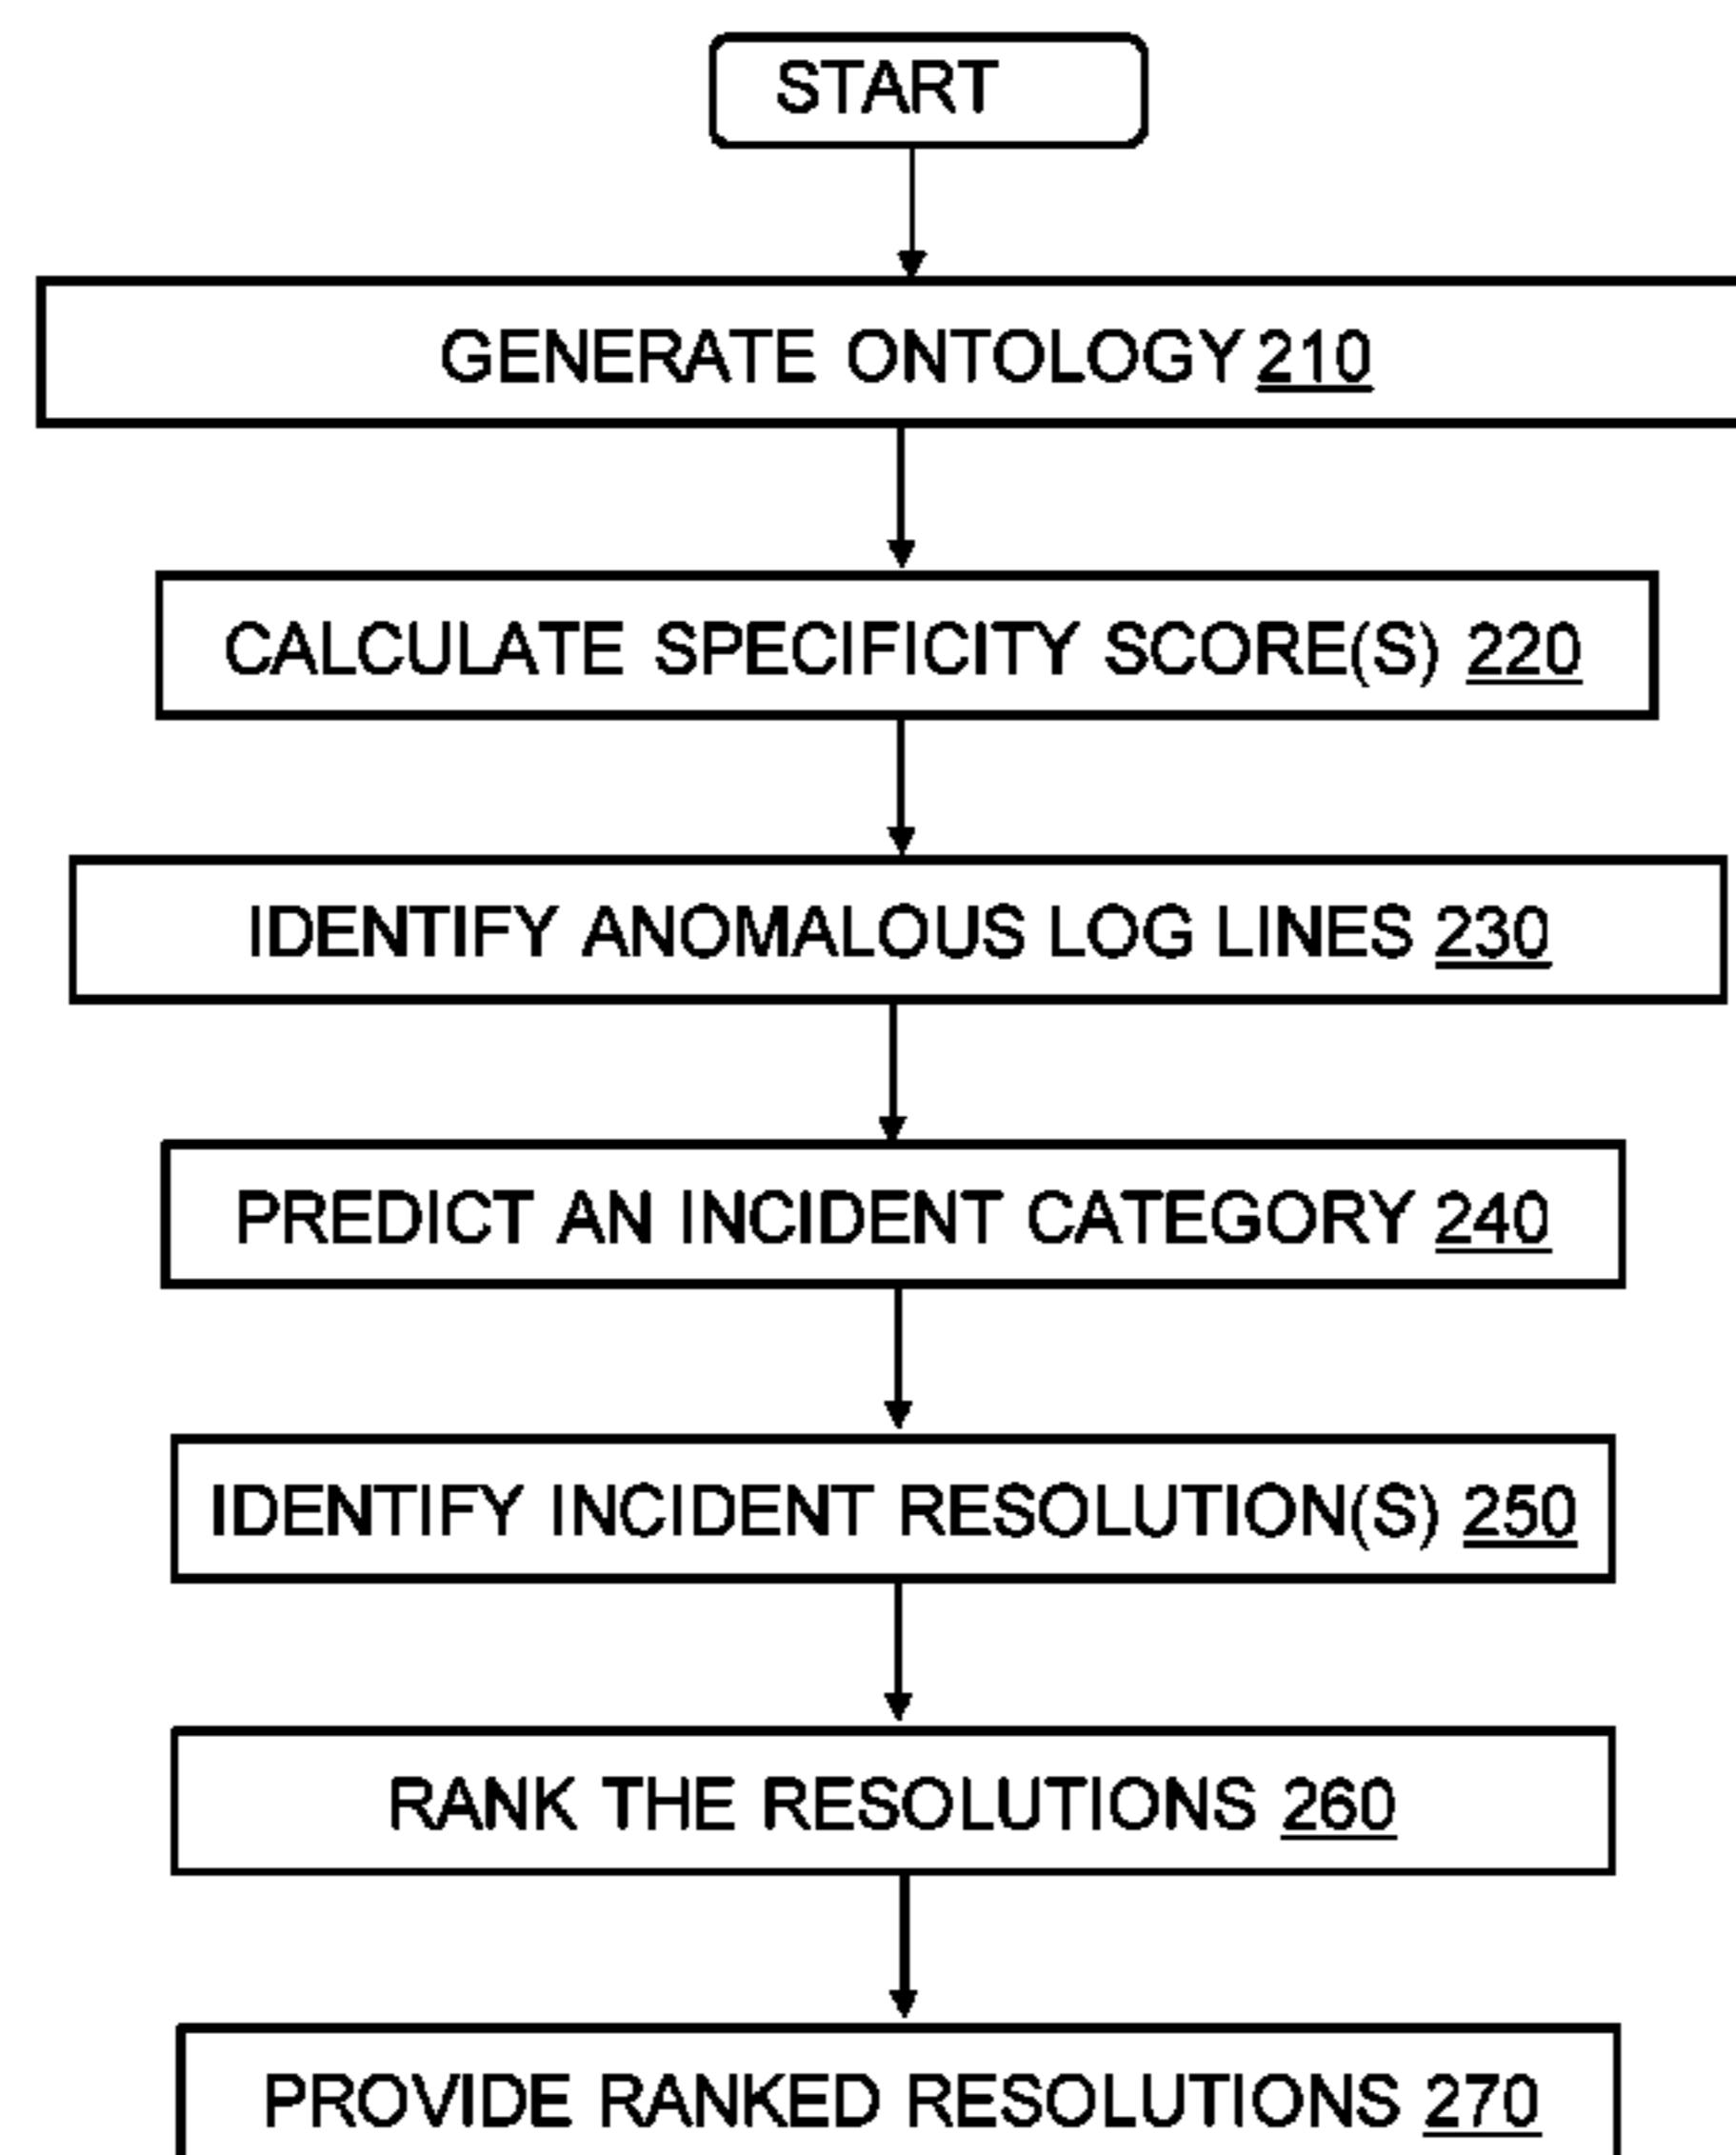 START
GENERATE ONTOLOGY 210
CALCULATE SPECIFICITY SCORE(S) 220
IDENTIFY ANOMALOUS LOG LINES 230
PREDICT AN INCIDENT CATEGORY 240
IDENTIFY INCIDENT RESOLUTION(S) 250
RANK THE RESOLUTIONS 260
PROVIDE RANKED RESOLUTIONS 270